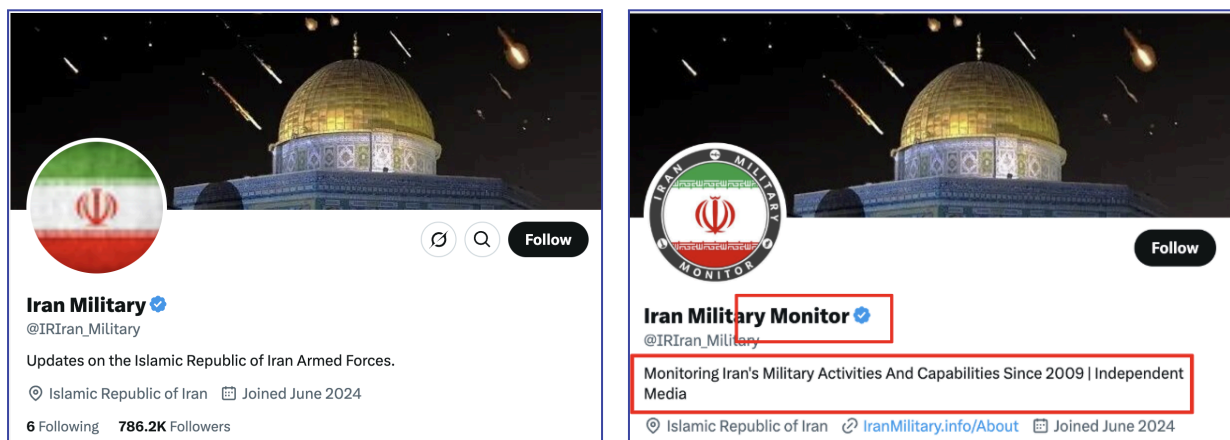 Iran Military
@IRIran_Military
Updates on the Islamic Republic of Iran Armed Forces.
Islamic Republic of Iran Joined June 2024
6 Following 786.2K Followers
Follow
IRAN MILITARY MONITOR
Follow
Iran Military Monitor
@IRIran_Military
Monitoring Iran's Military Activities And Capabilities Since 2009 | Independent
Media
Islamic Republic of Iran IranMilitary.info/About Joined June 2024